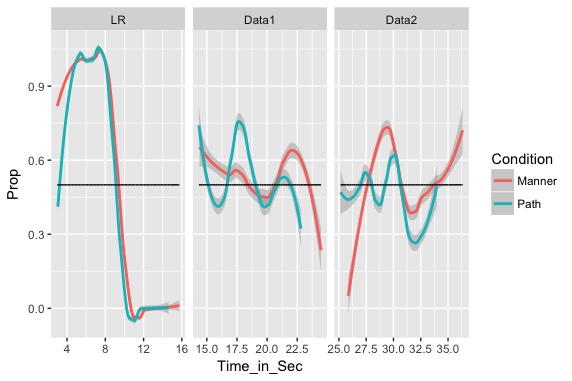 LR Data1 Data2
Prop
0.9
0.6
0.3
0.0
4 8 12 16 15.0 17.5 20.0 22.5 25.0 27.5 30.0 32.5 35.0
Time_in_Sec
Condition
Manner
Path